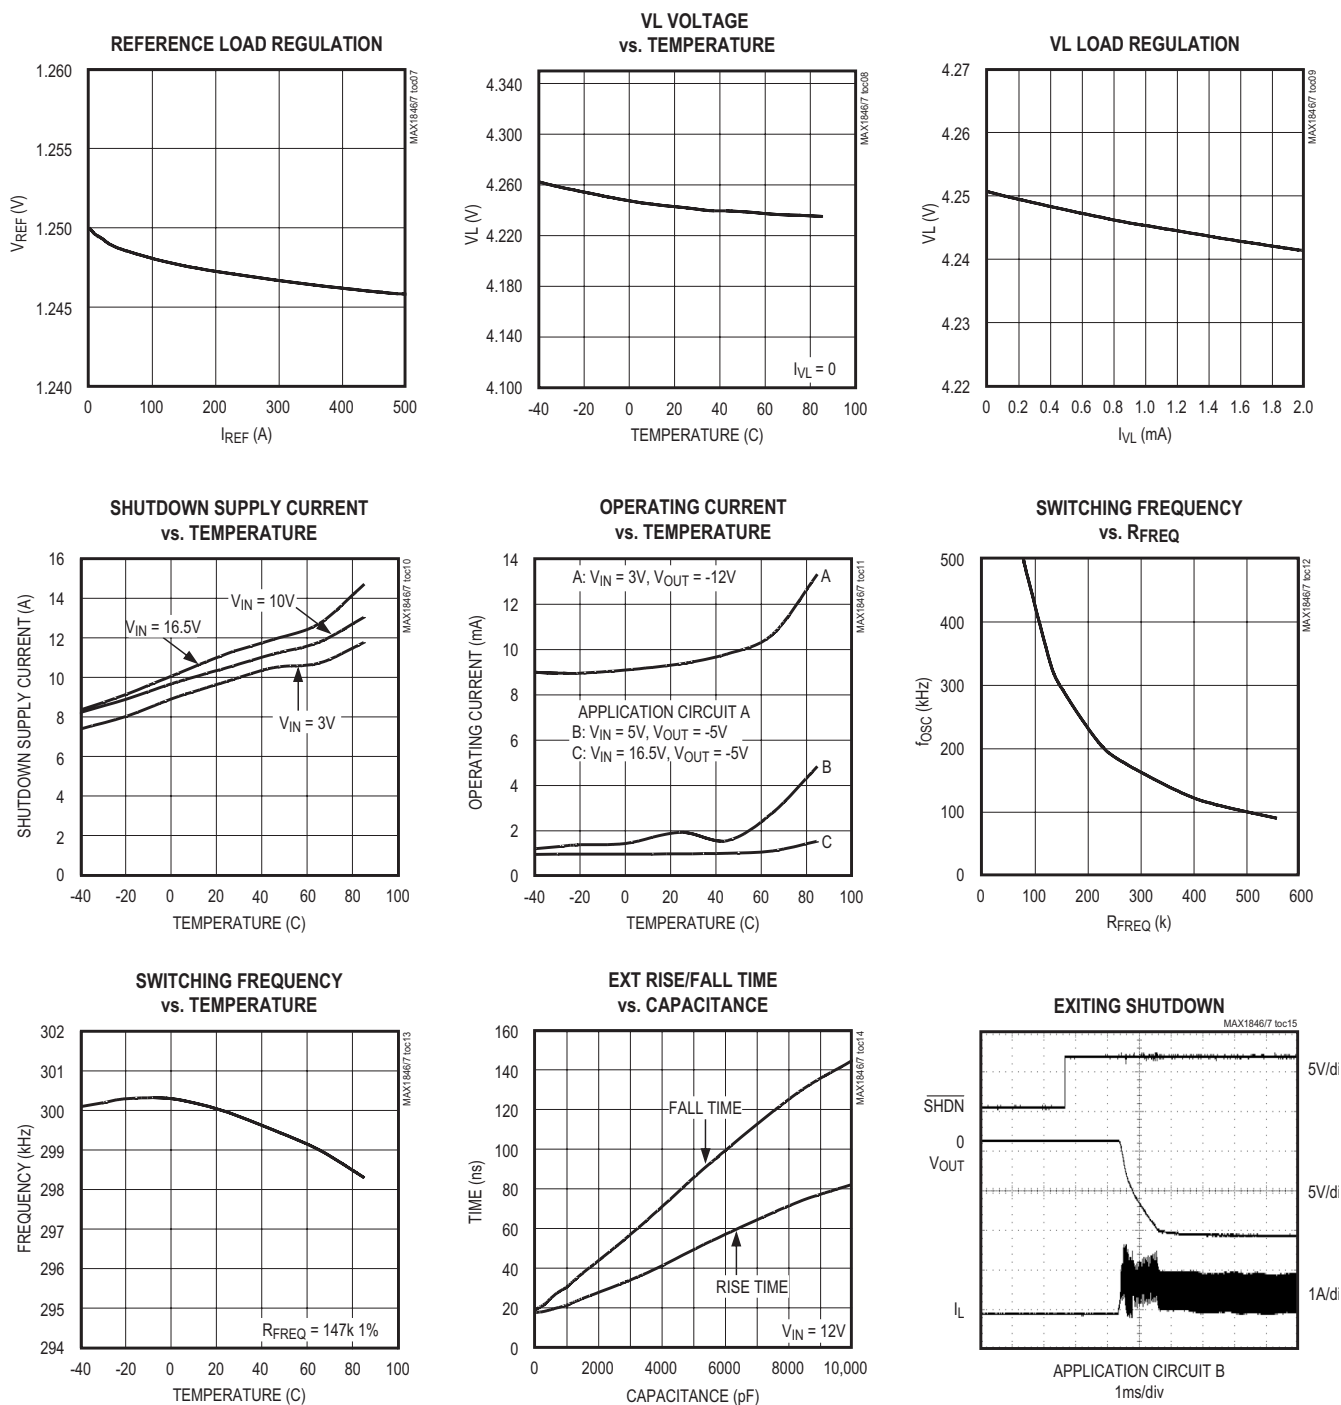 REFERENCE LOAD REGULATION
MAX1846/7 toc07
1.260
1.255
1.250
1.245
1.240
VREF (V)
0 100 200 300 400 500
IREF (A)
VL VOLTAGE
vs. TEMPERATURE
MAX1846/7 toc08
4.340
4.300
4.260
4.220
4.180
4.140
4.100
VL (V)
IVL = 0
-40 -20 0 20 40 60 80 100
TEMPERATURE (C)
VL LOAD REGULATION
MAX1846/7 toc09
4.27
4.26
4.25
4.24
4.23
4.22
VL (V)
0 0.2 0.4 0.6 0.8 1.0 1.2 1.4 1.6 1.8 2.0
IVL (mA)
SHUTDOWN SUPPLY CURRENT
vs. TEMPERATURE
MAX1846/7 toc10
16
14
12
10
8
6
4
2
0
SHUTDOWN SUPPLY CURRENT (A)
VIN = 10V
VIN = 16.5V
VIN = 3V
-40 -20 0 20 40 60 80 100
TEMPERATURE (C)
OPERATING CURRENT
vs. TEMPERATURE
MAX1846/7 toc11
14
12
10
8
6
4
2
0
OPERATING CURRENT (mA)
A: VIN = 3V, VOUT = -12V
A
APPLICATION CIRCUIT A
B: VIN = 5V, VOUT = -5V
C: VIN = 16.5V, VOUT = -5V
B
C
-40 -20 0 20 40 60 80 100
TEMPERATURE (C)
SWITCHING FREQUENCY
vs. RFREQ
MAX1846/7 toc12
500
400
300
200
100
0
fOSC (kHz)
0 100 200 300 400 500 600
RFREQ (k)
SWITCHING FREQUENCY
vs. TEMPERATURE
MAX1846/7 toc13
302
301
300
299
298
297
296
295
294
FREQUENCY (kHz)
RFREQ = 147k 1%
-40 -20 0 20 40 60 80 100
TEMPERATURE (C)
EXT RISE/FALL TIME
vs. CAPACITANCE
MAX1846/7 toc14
160
140
120
100
80
60
40
20
0
TIME (ns)
FALL TIME
RISE TIME
VIN = 12V
0 2000 4000 6000 8000 10,000
CAPACITANCE (pF)
EXITING SHUTDOWN
MAX1846/7 toc15
5V/di
SHDN
0
VOUT
5V/di
1A/di
IL
APPLICATION CIRCUIT B
1ms/div